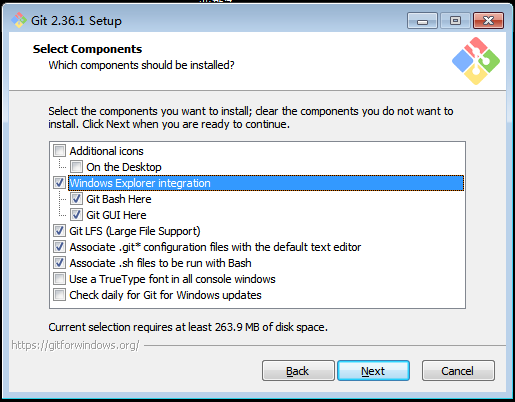 Git 2.36.1 Setup
Select Components
Which components should be installed?
Select the components you want to install; clear the components you do not want to
install. Click Next when you are ready to continue.
Additional icons
On the Desktop
Windows Explorer integration
Git Bash Here
Git GUI Here
Git LFS (Large File Support)
Associate .git* configuration files with the default text editor
Associate .sh files to be run with Bash
Use a TrueType font in all console windows
Check daily for Git for Windows updates
Current selection requires at least 263.9 MB of disk space.
https://gitforwindows.org/
Back
Next
Cancel